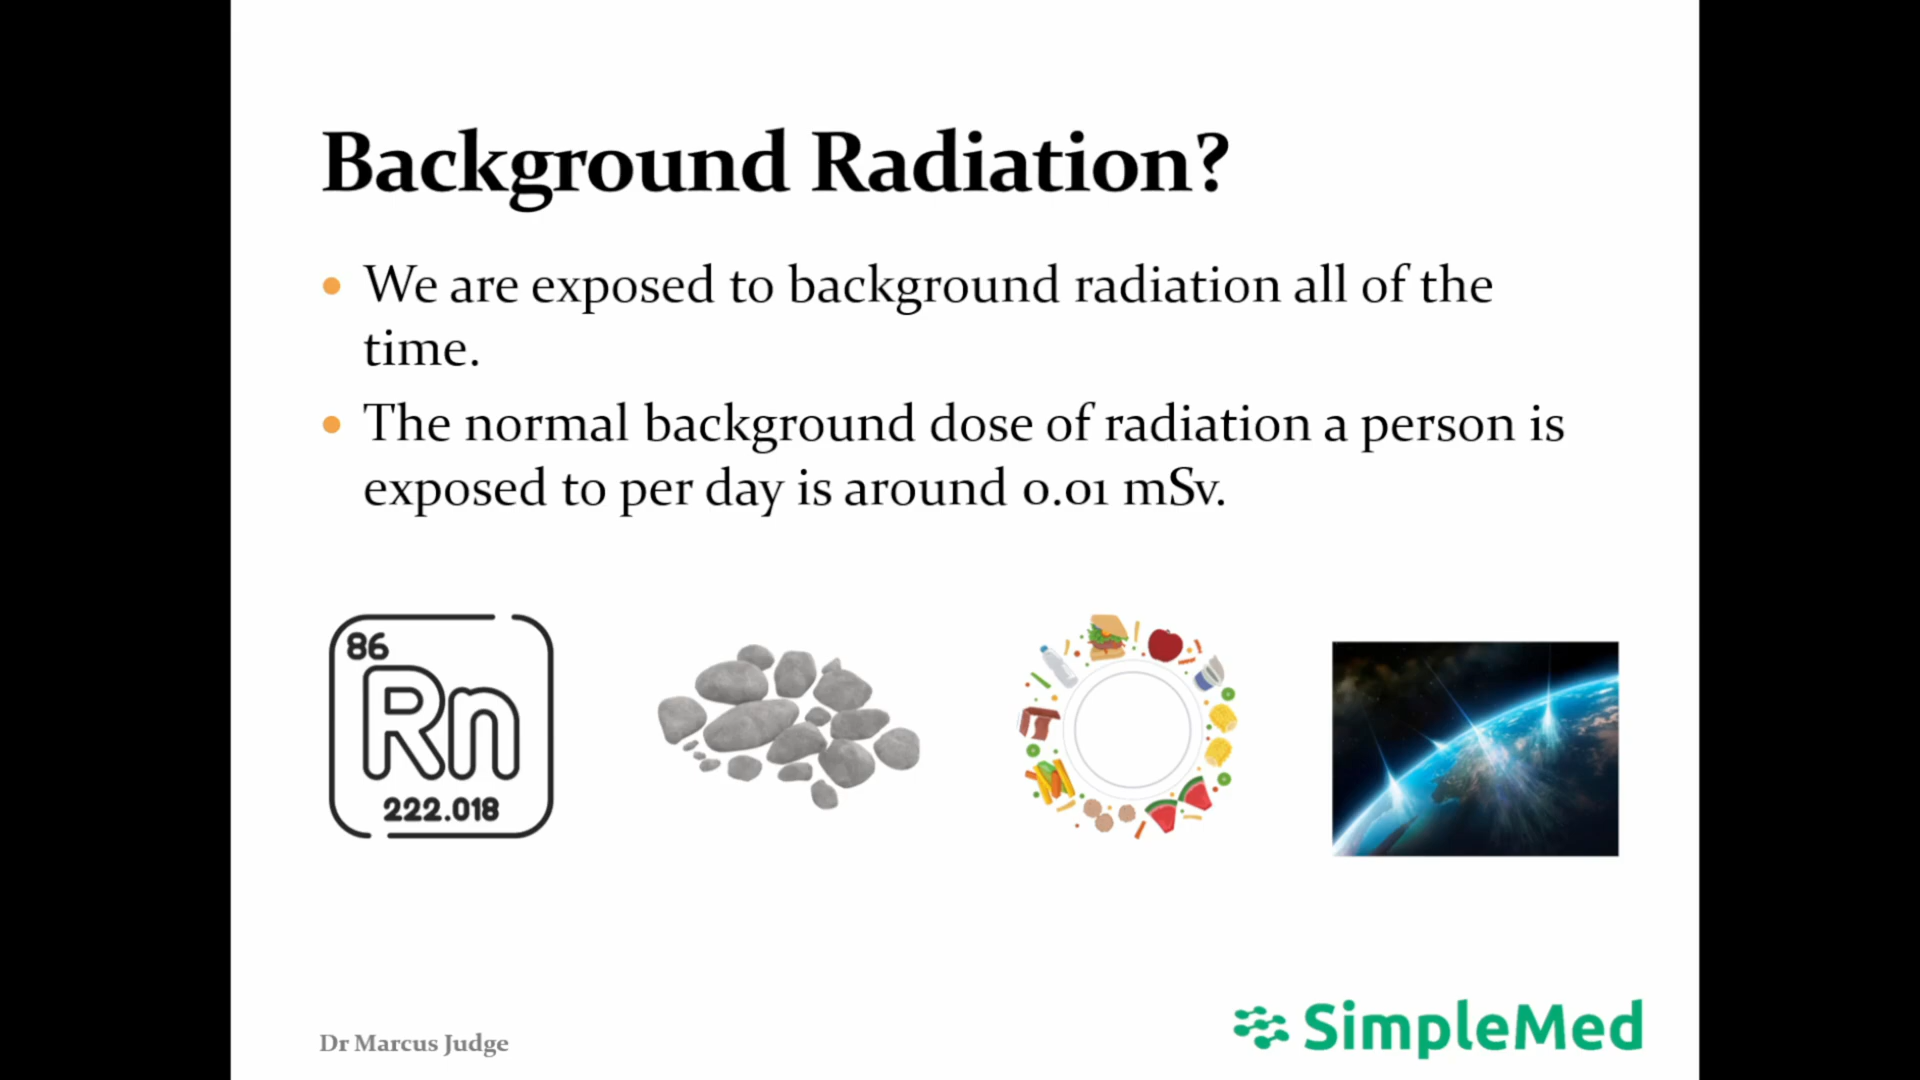 Background Radiation?
We are exposed to background radiation all of the
time.
The normal background dose of radiation a person is
exposed to per day is around 0.01 mSv.
86
Rn
222.018
Dr Marcus Judge
SimpleMed